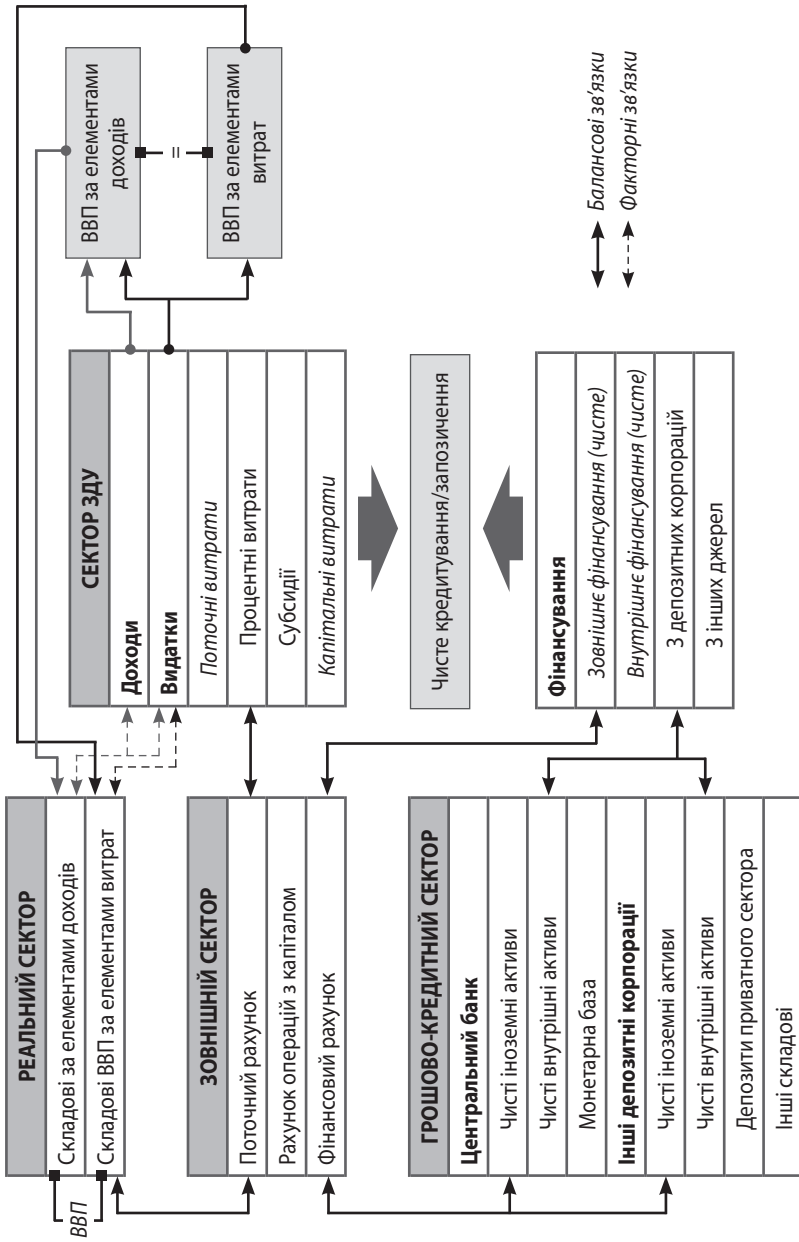 РЕАЛЬНИЙ СЕКТОР
Складові за елементами доходів
Складові ВВП за елементами витрат
ВВП
ЗОВНІШНІЙ СЕКТОР
Поточний рахунок
Рахунок операцій з капіталом
Фінансовий рахунок
ГРОШОВО-КРЕДИТНИЙ СЕКТОР
Центральний банк
Чисті іноземні активи
Чисті внутрішні активи
Монетарна база
Інші депозитні корпорації
Чисті іноземні активи
Чисті внутрішні активи
Депозити приватного сектора
Інші складові
СЕКТОР ЗДУ
Доходи
Видатки
Поточні витрати
Процентні витрати
Субсидії
Капітальні витрати
Чисте кредитування/запозичення
Фінансування
Зовнішнє фінансування (чисте)
Внутрішнє фінансування (чисте)
З депозитних корпорацій
З інших джерел
ВВП за елементами
доходів
=
ВВП за елементами
витрат
Балансові зв'язки
Факторні зв'язки